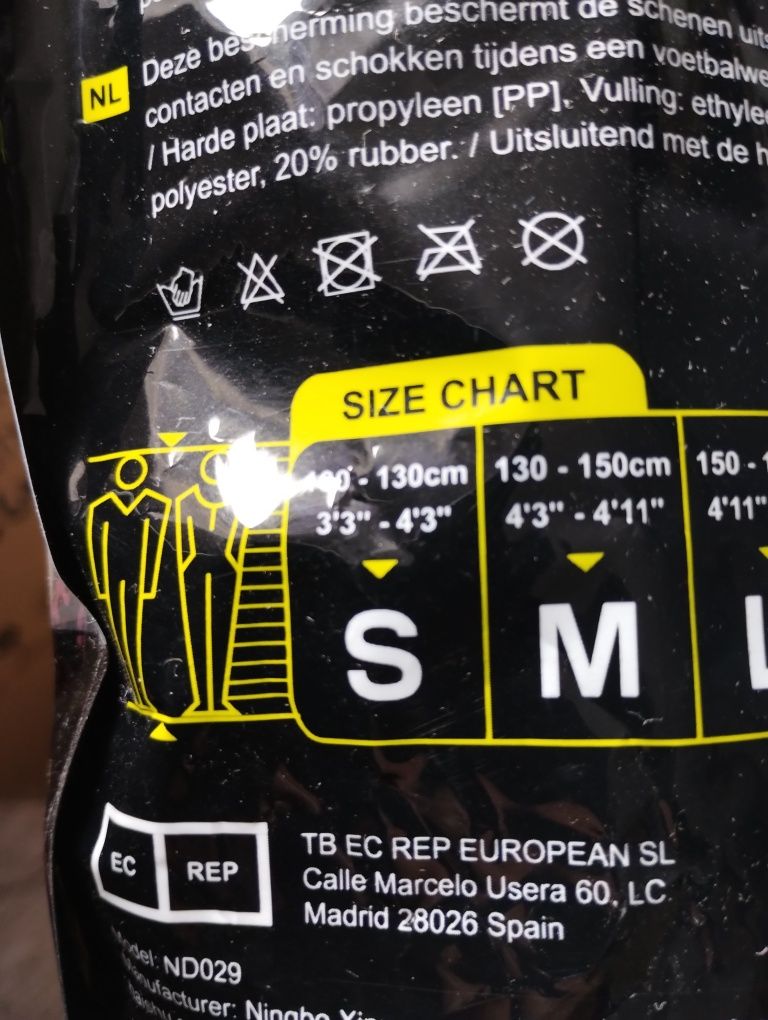 NL
Deze bescherming beschermt de schenen
contacten en schokken tijdens een
/ Harde plaat: propyleen [PP]. Vulling:
polyester, 20% rubber. / Uitsluitend met de
SIZE CHART
- 130cm
130 - 150cm
150 -
3'3" - 4'3"
4'3" - 4'11"
4'11"
S
M
L
EC REP
TB EC REP EUROPEAN SL
Calle Marcelo Usera 60, LC
Madrid 28026 Spain
Model: ND029
Manufacturer: Ningbo